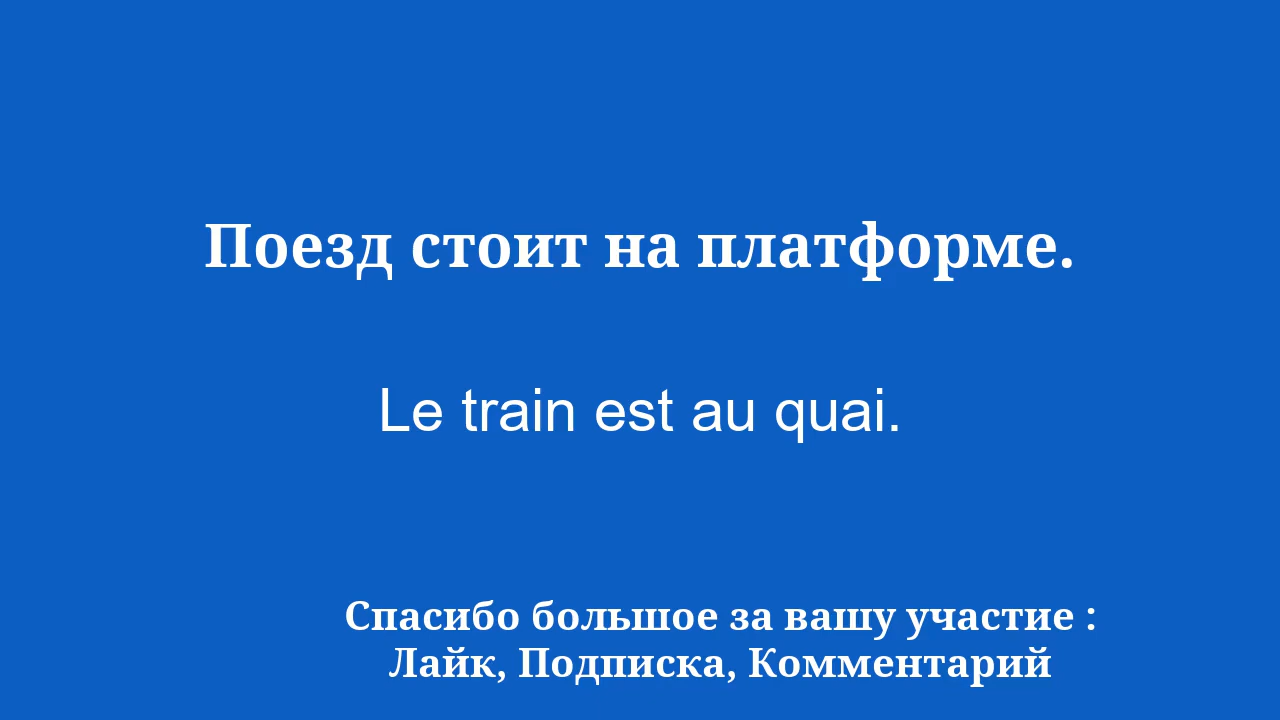 Поезд стоит на платформе.
Le train est au quai.
Спасибо большое за вашу участие :
Лайк, Подписка, Комментарий